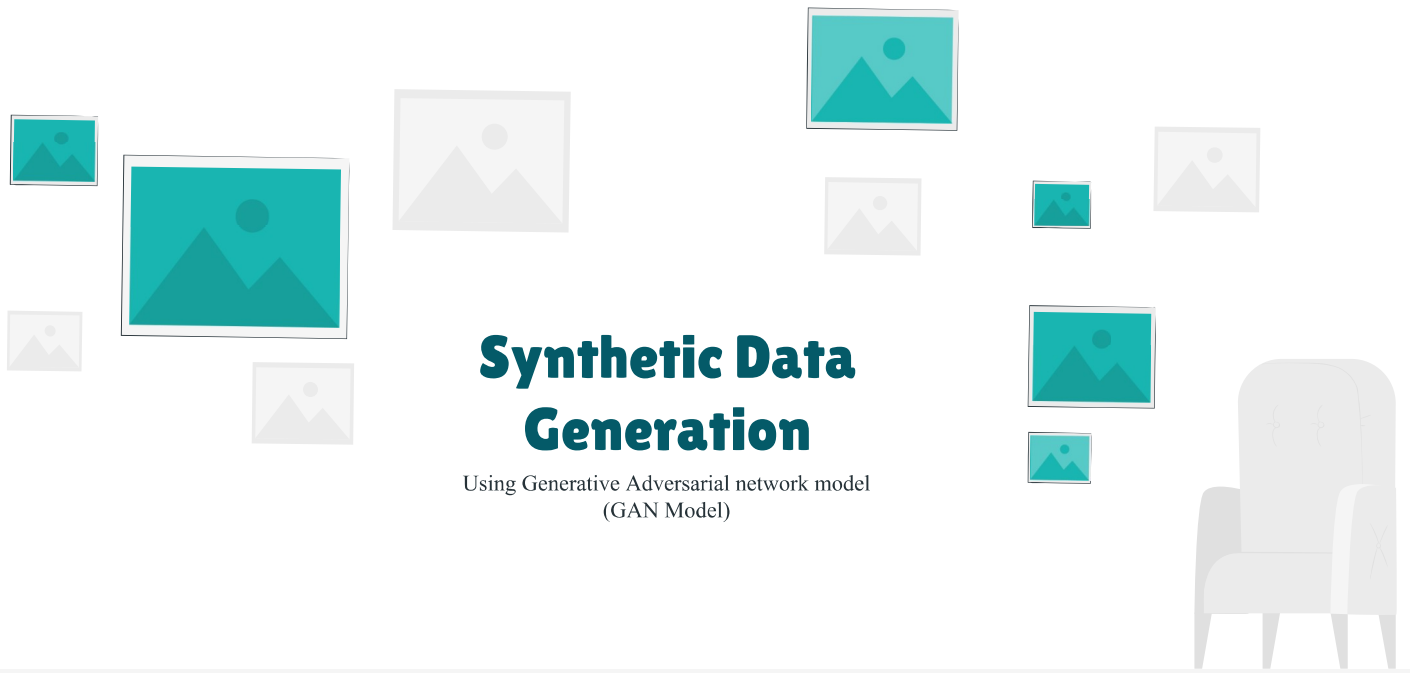 Synthetic Data
Generation
Using Generative Adversarial network model
(GAN Model)